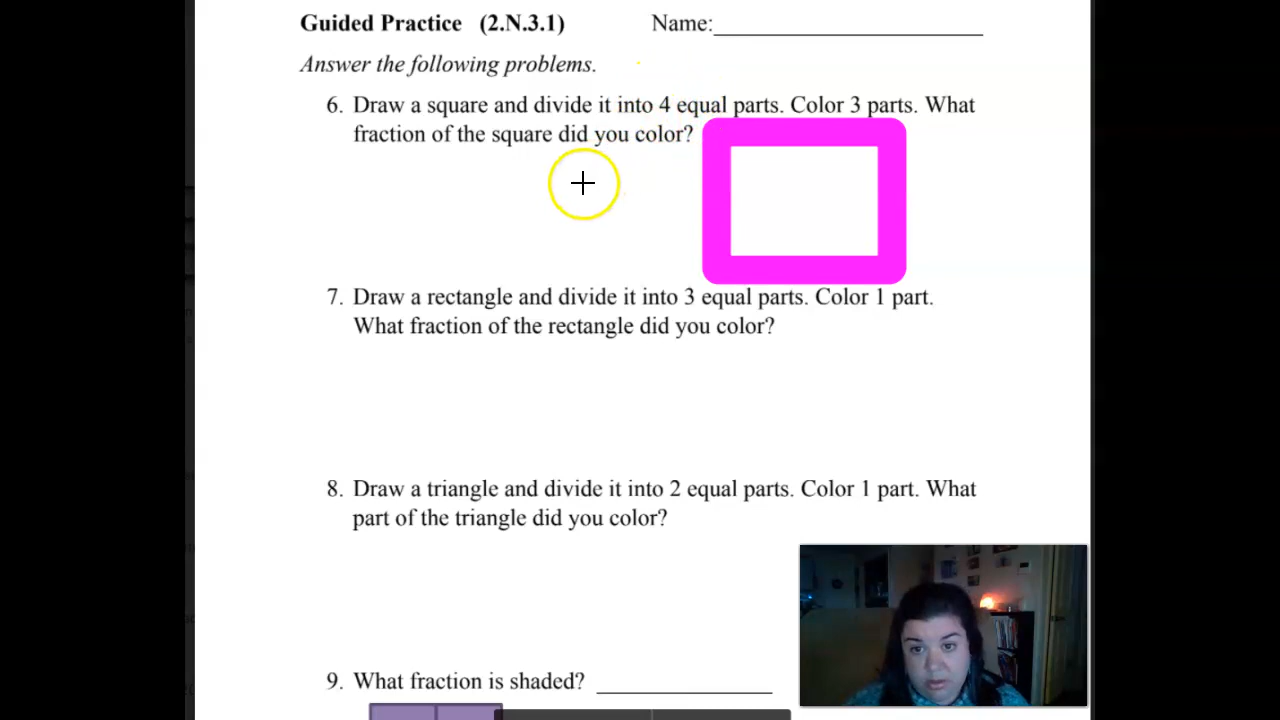 Guided Practice (2.N.3.1) Name:
Answer the following problems.
6. Draw a square and divide it into 4 equal parts. Color 3 parts. What
fraction of the square did you color?
7. Draw a rectangle and divide it into 3 equal parts. Color 1 part.
What fraction of the rectangle did you color?
8. Draw a triangle and divide it into 2 equal parts. Color 1 part. What
part of the triangle did you color?
9. What fraction is shaded?